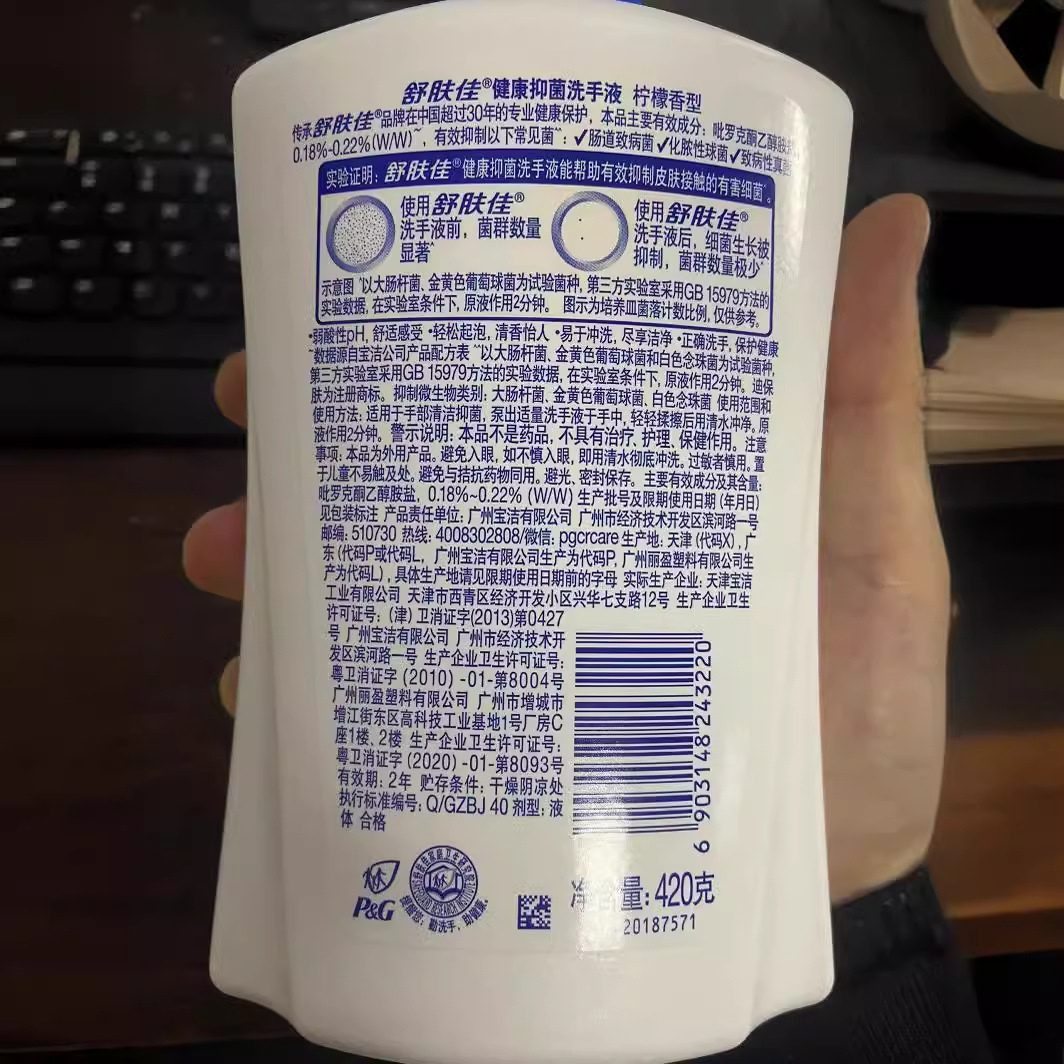 舒肤佳®健康抑菌洗手液 柠檬香型
传承舒肤佳®品牌在中国超过30年的专业健康保护，本品主要有效成分：吡罗克酮乙醇胺盐
0.18%-0.22%(W/W)~，有效抑制以下常见菌¨：✓肠道致病菌✓化脓性球菌✓致病性真菌
实验证明：舒肤佳®健康抑菌洗手液能帮助有效抑制皮肤接触的有害细菌^。
使用舒肤佳®
洗手液前，菌群数量
显著^
使用舒肤佳®
洗手液后，细菌生长被
抑制，菌群数量极少^
示意图 ^以大肠杆菌、金黄色葡萄球菌为试验菌种，第三方实验室采用GB 15979方法的
实验数据，在实验室条件下，原液作用2分钟。 图示为培养皿菌落计数比例，仅供参考。
•弱酸性pH，舒适感受 •轻松起泡，清香怡人 •易于冲洗，尽享洁净 •正确洗手，保护健康
~数据源自宝洁公司产品配方表 ¨以大肠杆菌、金黄色葡萄球菌和白色念珠菌为试验菌种，
第三方实验室采用GB 15979方法的实验数据，在实验室条件下，原液作用2分钟。迪保
肤为注册商标。抑制微生物类别：大肠杆菌、金黄色葡萄球菌、白色念珠菌 使用范围和
使用方法：适用于手部清洁抑菌，泵出适量洗手液于手中，轻轻揉擦后用清水冲净。原
液作用2分钟。警示说明：本品不是药品，不具有治疗、护理、保健作用。注意
事项：本品为外用产品。避免入眼，如不慎入眼，即用清水彻底冲洗。过敏者慎用。置
于儿童不易触及处。避免与拮抗药物同用。避光、密封保存。主要有效成分及其含量：
吡罗克酮乙醇胺盐，0.18%~0.22% (W/W) 生产批号及限期使用日期 (年月日)
见包装标注 产品责任单位：广州宝洁有限公司 广州市经济技术开发区滨河路一号
邮编：510730 热线：4008302808/微信：pgcrcare 生产地：天津 (代码X)，广
东 (代码P或代码L，广州宝洁有限公司生产为代码P，广州丽盈塑料有限公司生
产为代码L)，具体生产地请见限期使用日期前的字母 实际生产企业：天津宝洁
工业有限公司 天津市西青区经济开发小区兴华七支路12号 生产企业卫生
许可证号：(津) 卫消证字(2013)第0427
号 广州宝洁有限公司 广州市经济技术开
发区滨河路一号 生产企业卫生许可证号：
粤卫消证字 (2010) -01-第8004号
广州丽盈塑料有限公司 广州市增城市
增江街东区高科技工业基地1号厂房C
座1楼、2楼 生产企业卫生许可证号：
粤卫消证字 (2020) -01-第8093号
有效期：2年 贮存条件：干燥阴凉处
执行标准编号：Q/GZBJ 40 剂型：液
体 合格
6 903148 243220
P&G
舒肤佳家庭卫生研究院
SAFEGUARD RESEARCH INSTITUTE
提醒您：勤洗手，助健康。
净含量：420克
20187571